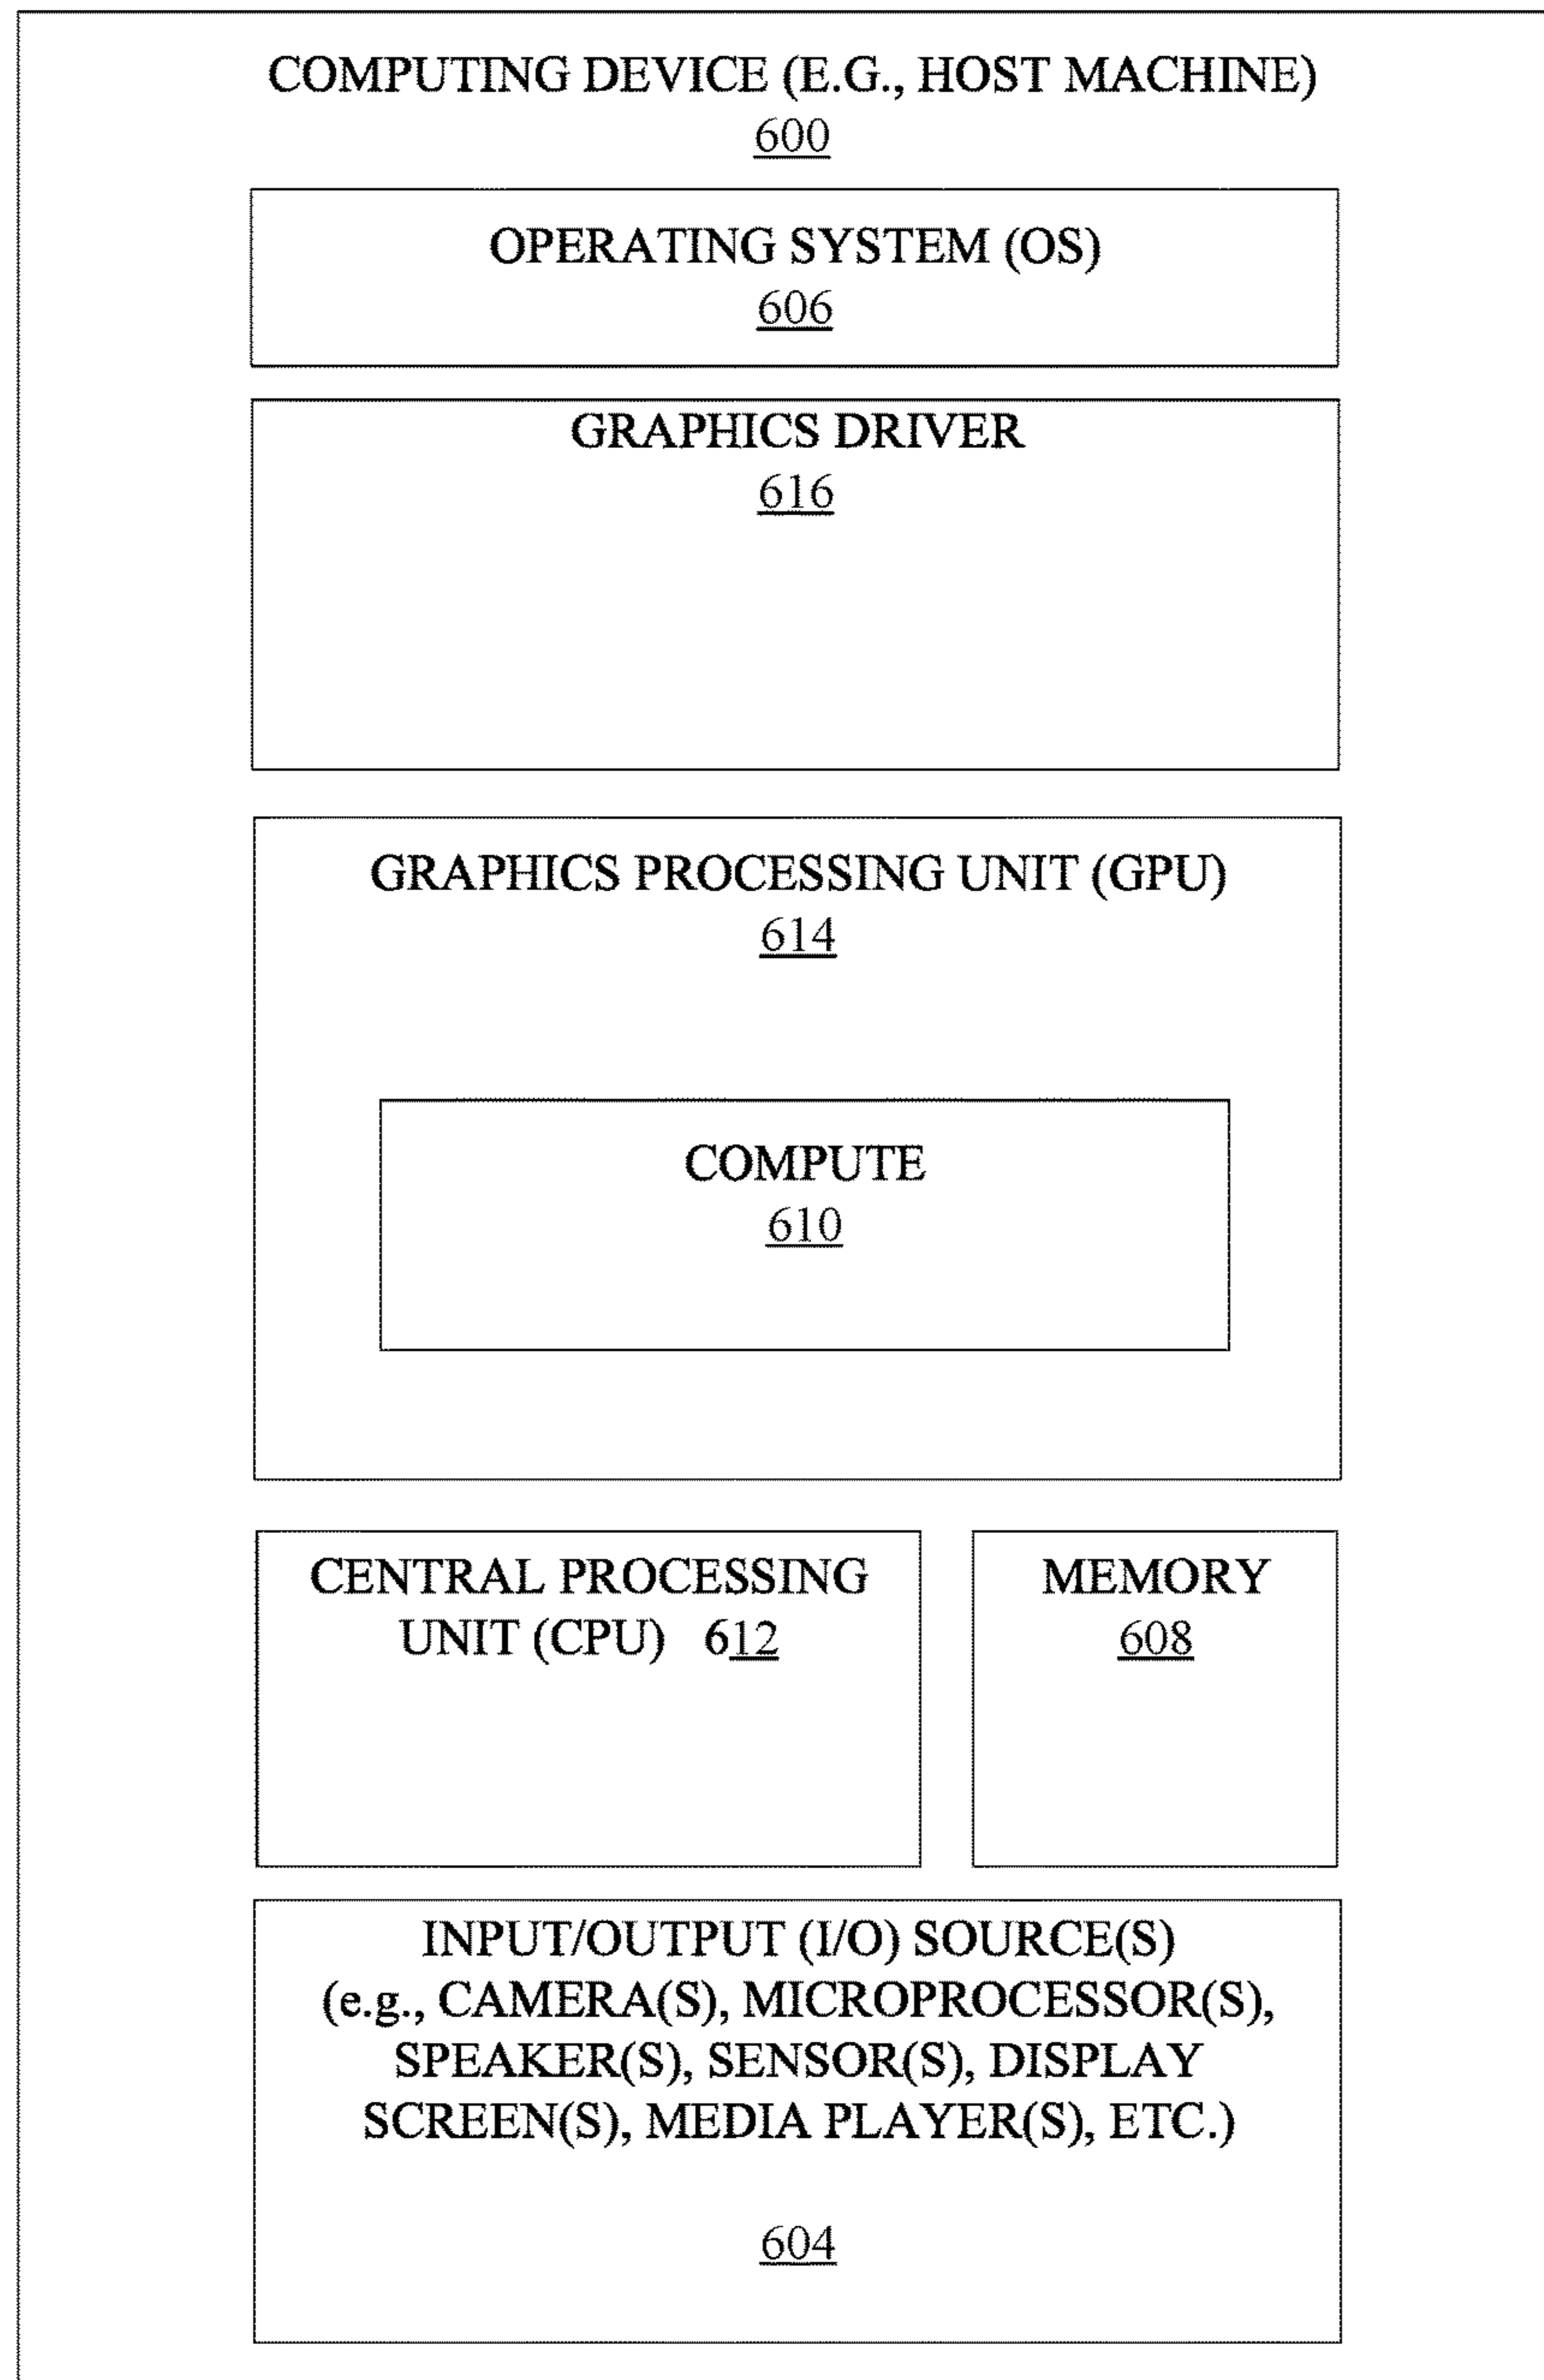 COMPUTING DEVICE (E.G., HOST MACHINE)
600
OPERATING SYSTEM (OS)
606
GRAPHICS DRIVER
616
GRAPHICS PROCESSING UNIT (GPU)
614
COMPUTE
610
CENTRAL PROCESSING
UNIT (CPU) 612
MEMORY
608
INPUT/OUTPUT (I/O) SOURCE(S)
(e.g., CAMERA(S), MICROPROCESSOR(S),
SPEAKER(S), SENSOR(S), DISPLAY
SCREEN(S), MEDIA PLAYER(S), ETC.)
604